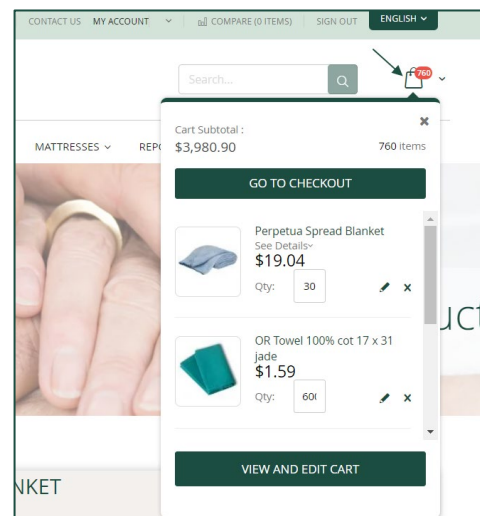 CONTACT US MY ACCOUNT COMPARE (0 ITEMS) SIGN OUT ENGLISH
Search...
760
MATTRESSES
Cart Subtotal :
$3,980.90 760 items
GO TO CHECKOUT
Perpetua Spread Blanket
See Details
$19.04
Qty: 30
OR Towel 100% cot 17 x 31
jade
$1.59
Qty:
VIEW AND EDIT CART